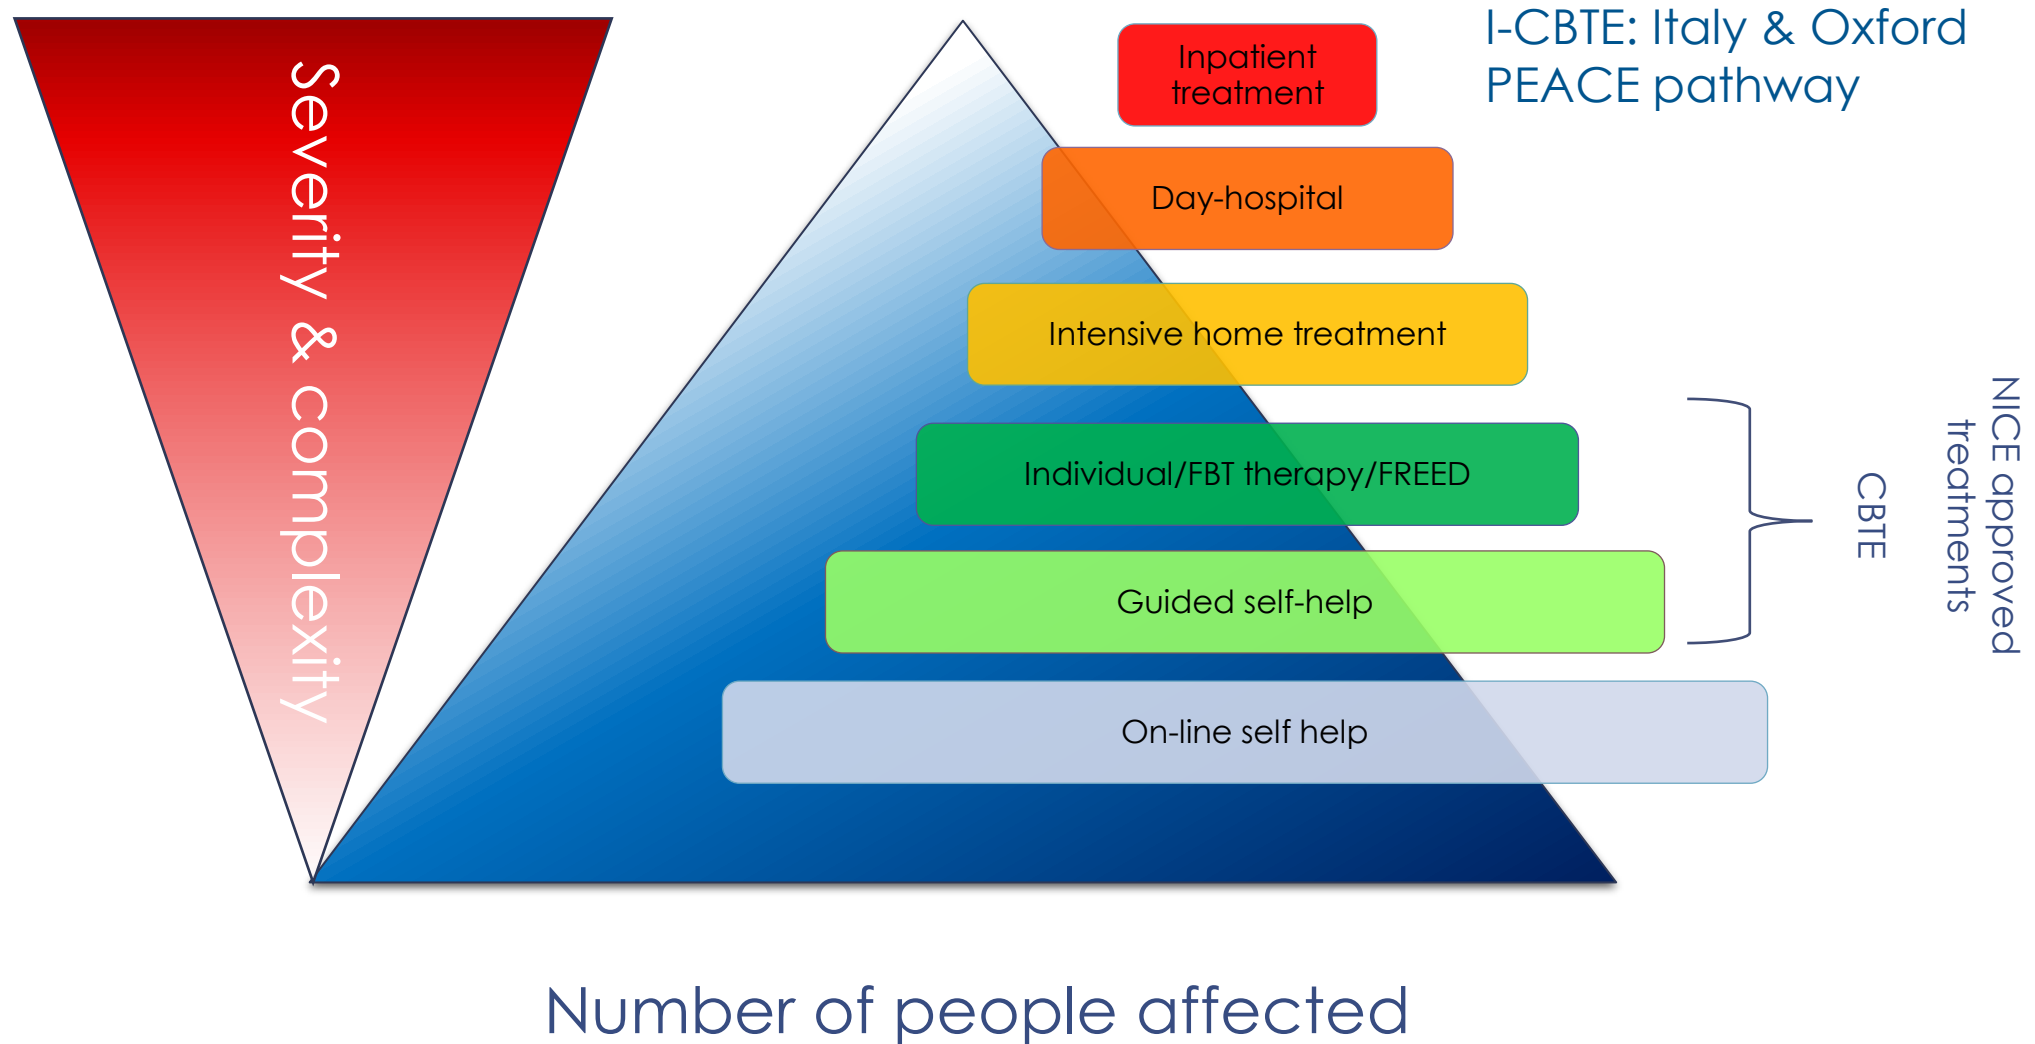 Severity & complexity
Inpatient
treatment
Day-hospital
Intensive home treatment
Individual/FBT therapy/FREED
Guided self-help
On-line self help
I-CBTE: Italy & Oxford
PEACE pathway
CBTE
NICE approved
treatments
Number of people affected